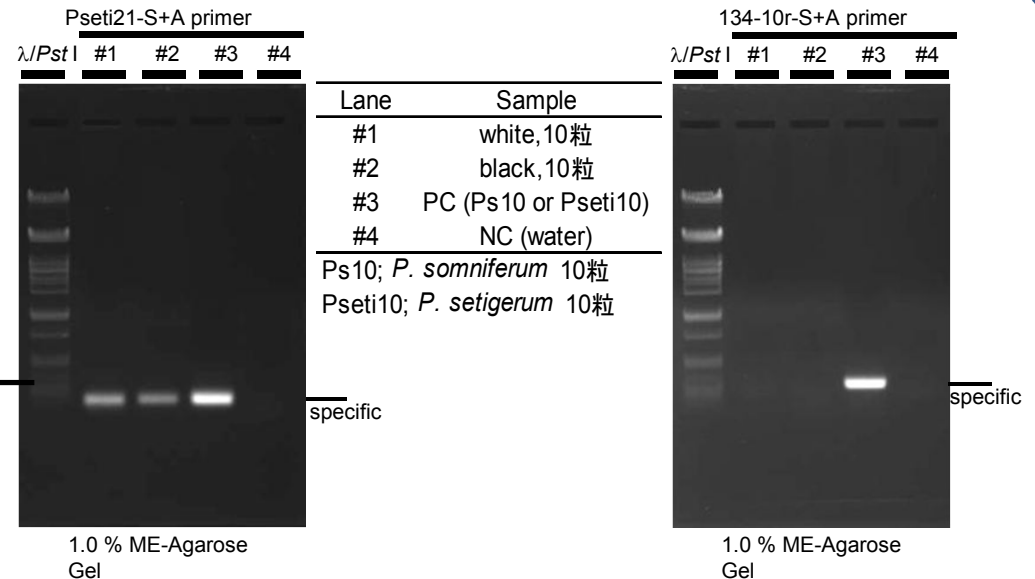 Pseti21-S+A primer
λ/Pst I #1 #2 #3 #4
specific
1.0 % ME-Agarose
Gel
Lane Sample
#1 white,10粒
#2 black,10粒
#3 PC (Ps10 or Pseti10)
#4 NC (water)
Ps10; P. somniferum 10粒
Pseti10; P. setigerum 10粒
134-10r-S+A primer
λ/Pst I #1 #2 #3 #4
specific
1.0 % ME-Agarose
Gel